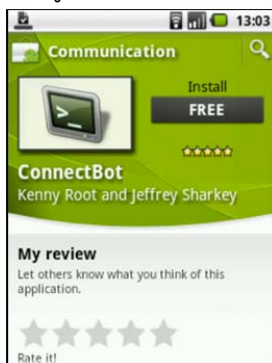 13:03
Communication
Install
FREE
>_
ConnectBot
Kenny Root and Jeffrey Sharkey
My review
Let others know what you think of this
application.
Rate it!